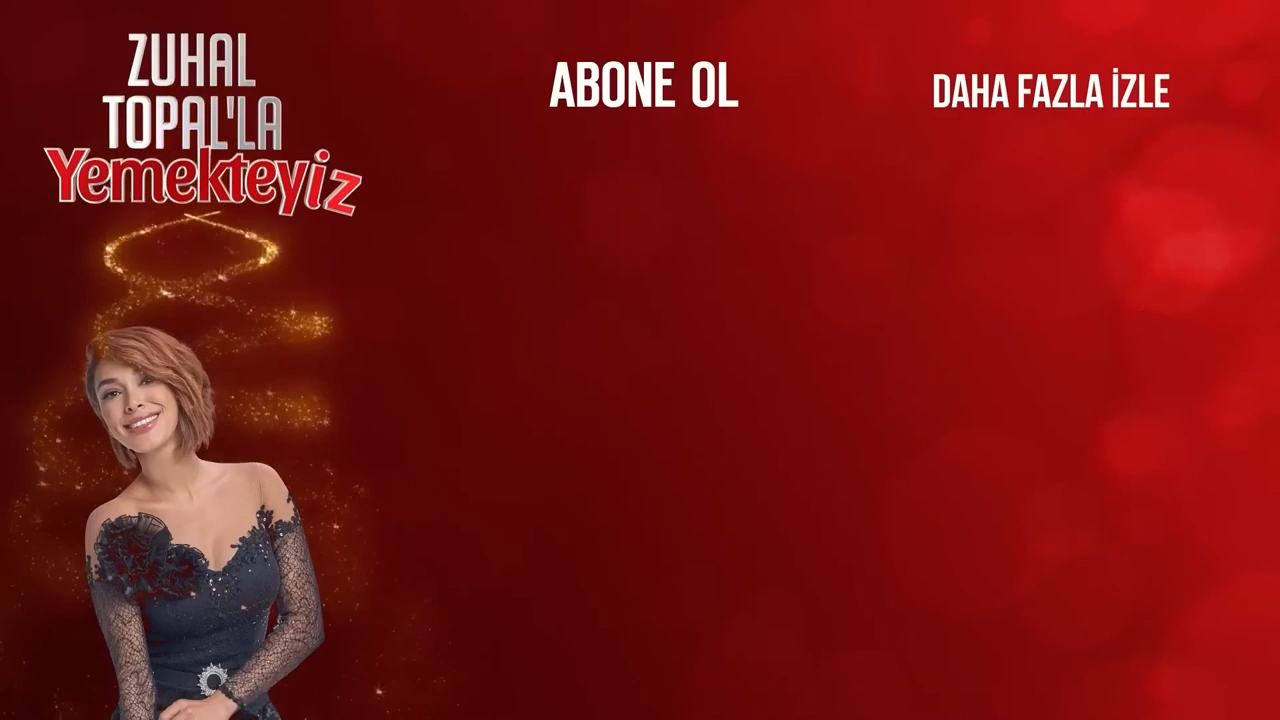 ZUHAL
TOPAL'LA
Yemekteyiz
ABONE OL
DAHA FAZLA İZLE